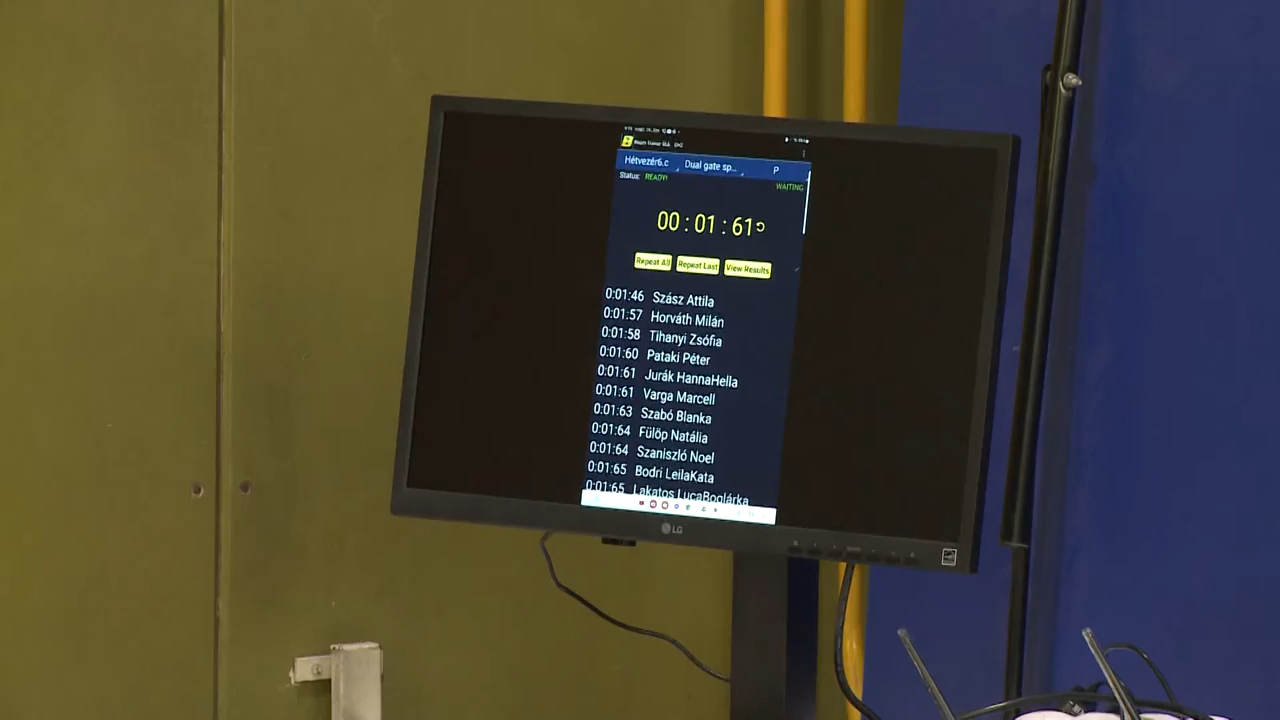 Hétvezér6.c Dual gate sp... P
Status: READY! WAITING
00 : 01 : 61
Repeat All Repeat Last View Results
0:01:46 Szász Attila
0:01:57 Horváth Milán
0:01:58 Tihanyi Zsófia
0:01:60 Pataki Péter
0:01:61 Jurák HannaHella
0:01:61 Varga Marcell
0:01:63 Szabó Blanka
0:01:64 Fülöp Natália
0:01:64 Szaniszló Noel
0:01:65 Bodri LeilaKata
0:01:65 Lakatos LucaBoglárka
LG